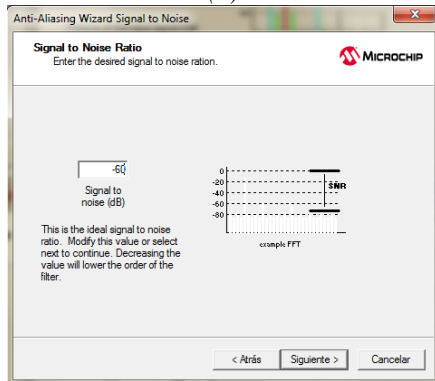 Anti-Aliasing Wizard Signal to Noise
Signal to Noise Ratio
Enter the desired signal to noise ration.
MICROCHIP
-60
Signal to
noise (dB)
This is the ideal signal to noise
ratio. Modify this value or select
next to continue. Decreasing the
value will lower the order of the
filter.
0
-20
-40
-60
-80
SNR
example FFT
< Atrás
Siguiente >
Cancelar